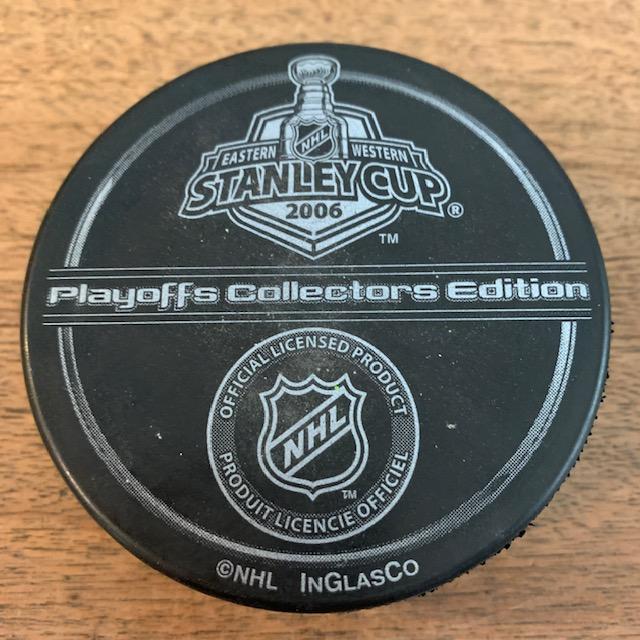 NHL
EASTERN WESTERN
STANLEY CUP®
2006
TM
Playoffs Collectors Edition
OFFICIAL LICENSED PRODUCT
NHL
TM
PRODUIT LICENCIE OFFICIEL
©NHL INGLASCO